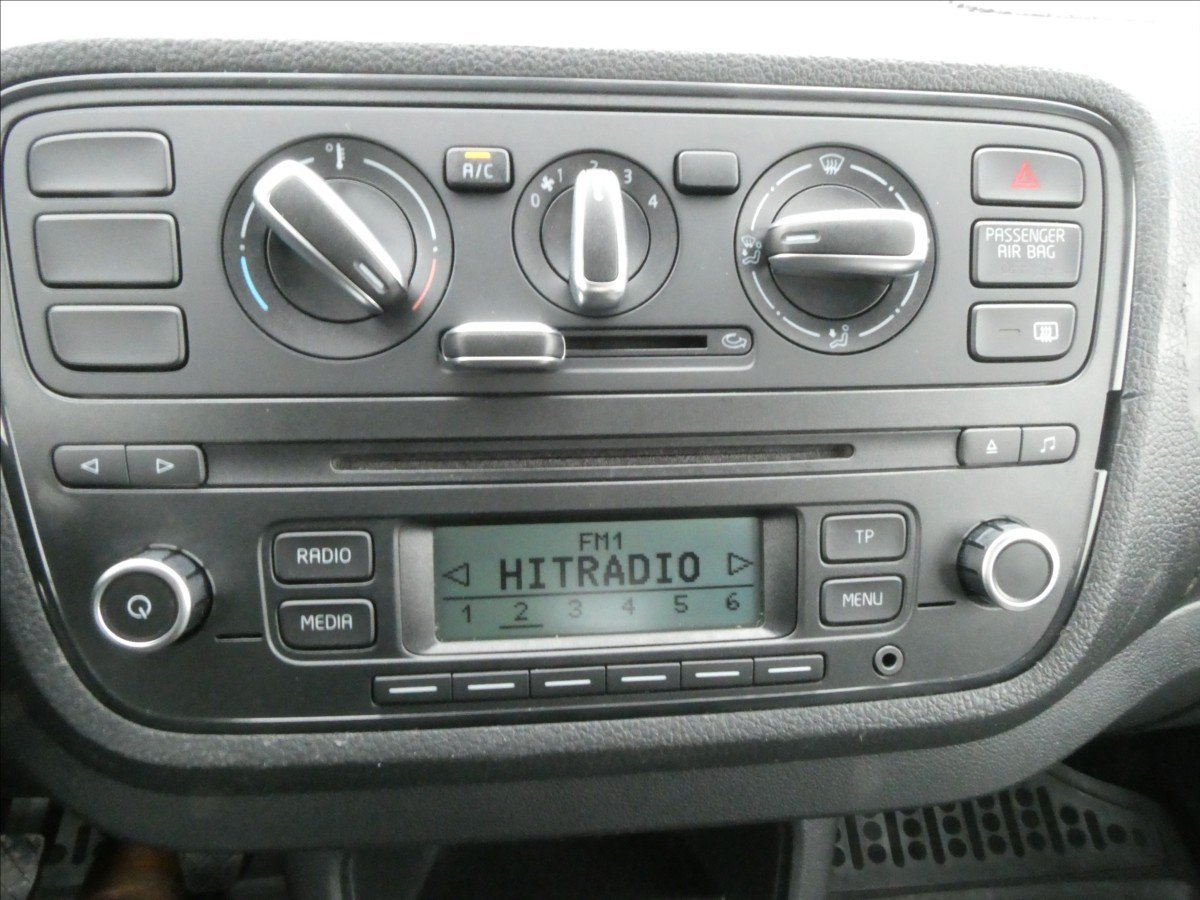 A/C
0 1 2 3 4
PASSENGER
AIR BAG
RADIO
MEDIA
FM1
HITRADIO
1 2 3 4 5 6
TP
MENU